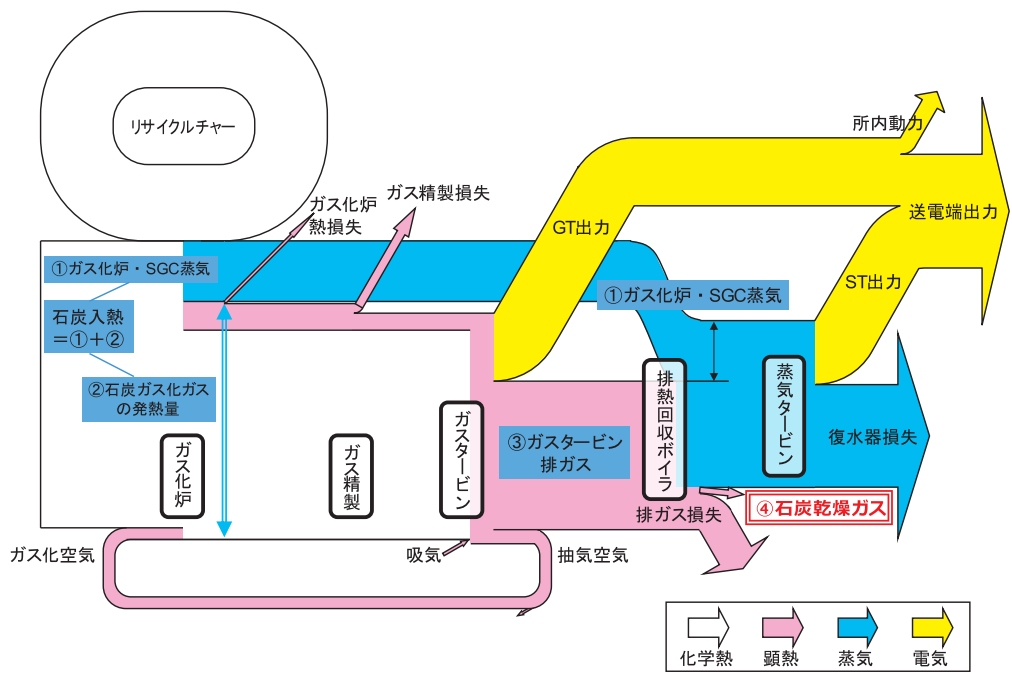 リサイクルチャー
所内動力
ガス化炉
熱損失
ガス精製損失
GT出力
送電端出力
①ガス化炉・SGC蒸気
石炭入熱
＝①＋②
②石炭ガス化ガス
の発熱量
①ガス化炉・SGC蒸気
ST出力
ガス化炉
ガス精製
ガスタービン
③ガスタービン
排ガス
排熱回収ボイラ
蒸気タービン
復水器損失
④石炭乾燥ガス
排ガス損失
ガス化空気
吸気
抽気空気
化学熱
顕熱
蒸気
電気